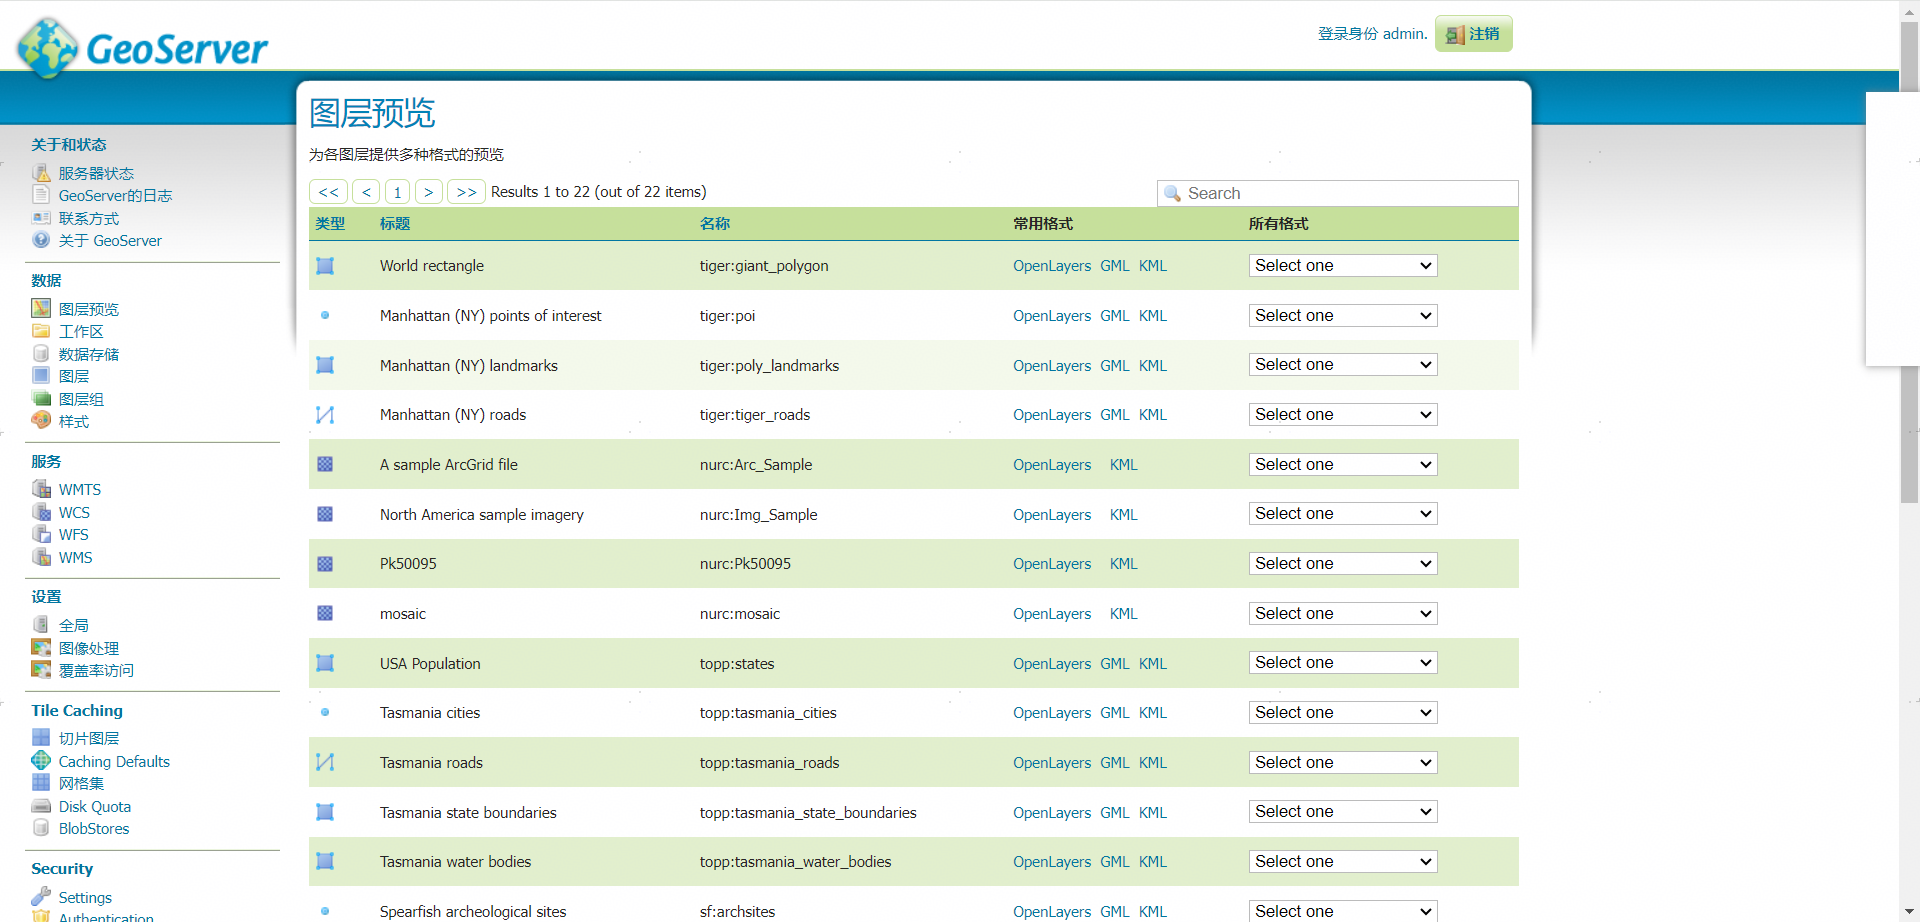 GeoServer
登录身份 admin.
注销
关于和状态
服务器状态
GeoServer的日志
联系方式
关于 GeoServer
数据
图层预览
工作区
数据存储
图层
图层组
样式
服务
WMTS
WCS
WFS
WMS
设置
全局
图像处理
覆盖率访问
Tile Caching
切片图层
Caching Defaults
网格集
Disk Quota
BlobStores
Security
Settings
Authentication
图层预览
为各图层提供多种格式的预览
<< < 1 > >> Results 1 to 22 (out of 22 items)
Search
类型 标题 名称 常用格式 所有格式
World rectangle tiger:giant_polygon OpenLayers GML KML Select one
Manhattan (NY) points of interest tiger:poi OpenLayers GML KML Select one
Manhattan (NY) landmarks tiger:poly_landmarks OpenLayers GML KML Select one
Manhattan (NY) roads tiger:tiger_roads OpenLayers GML KML Select one
A sample ArcGrid file nurc:Arc_Sample OpenLayers KML Select one
North America sample imagery nurc:Img_Sample OpenLayers KML Select one
Pk50095 nurc:Pk50095 OpenLayers KML Select one
mosaic nurc:mosaic OpenLayers KML Select one
USA Population topp:states OpenLayers GML KML Select one
Tasmania cities topp:tasmania_cities OpenLayers GML KML Select one
Tasmania roads topp:tasmania_roads OpenLayers GML KML Select one
Tasmania state boundaries topp:tasmania_state_boundaries OpenLayers GML KML Select one
Tasmania water bodies topp:tasmania_water_bodies OpenLayers GML KML Select one
Spearfish archeological sites sf:archsites OpenLayers GML KML Select one